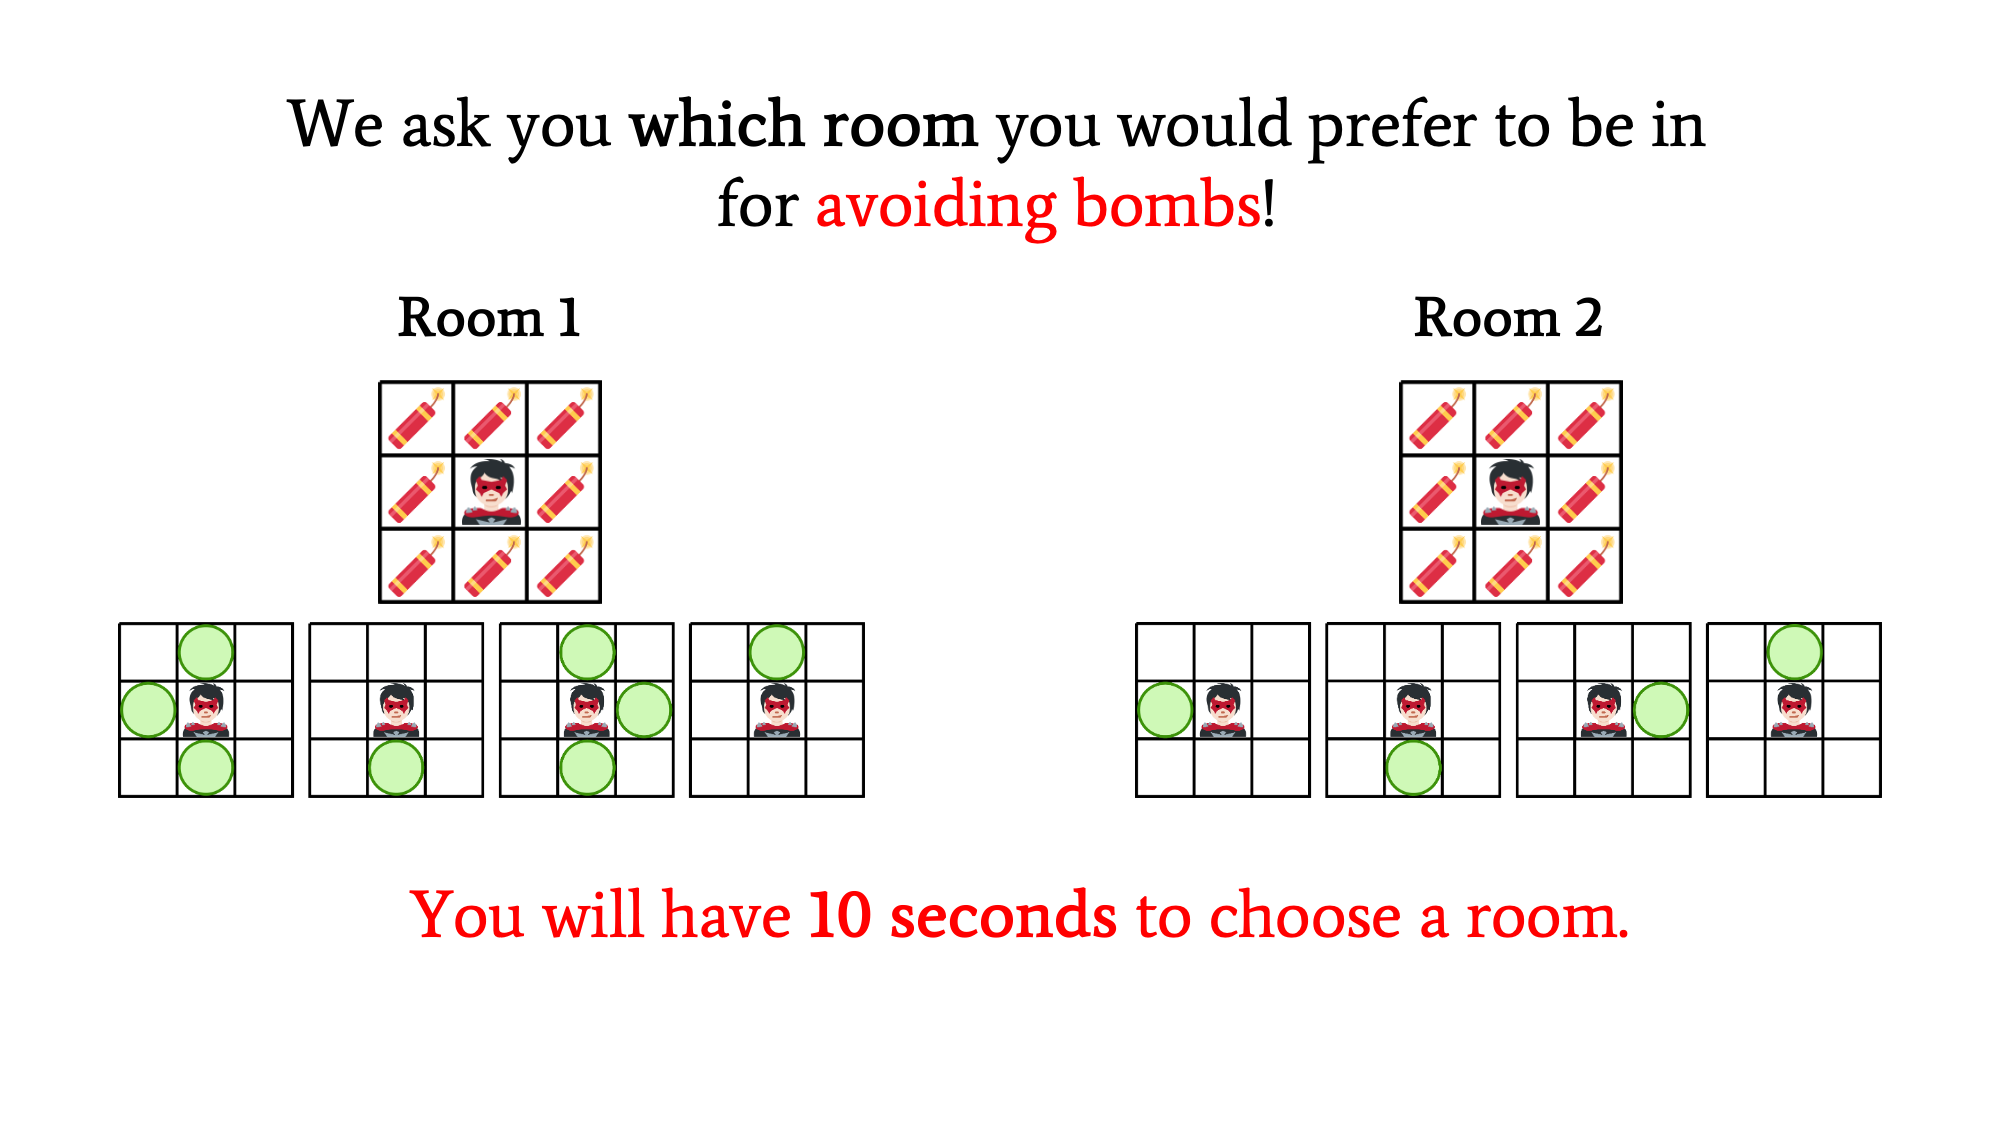 We ask you which room you would prefer to be in
for avoiding bombs!
Room 1
Room 2
You will have 10 seconds to choose a room.